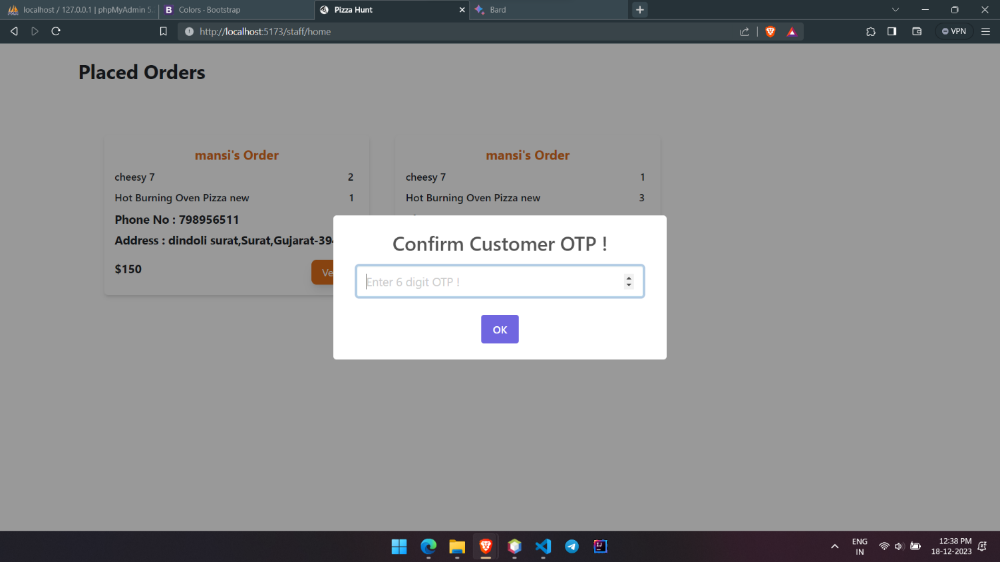 localhost / 127.0.0.1 | phpMyAdmin 5.
B Colors · Bootstrap
Pizza Hunt
Bard
http://localhost:5173/staff/home
VPN
Placed Orders
mansi's Order
cheesy 7 2
Hot Burning Oven Pizza new 1
Phone No : 798956511
Address : dindoli surat,Surat,Gujarat-39
$150
Ve
mansi's Order
cheesy 7 1
Hot Burning Oven Pizza new 3
Confirm Customer OTP !
Enter 6 digit OTP !
OK
ENG
IN
12:38 PM
18-12-2023